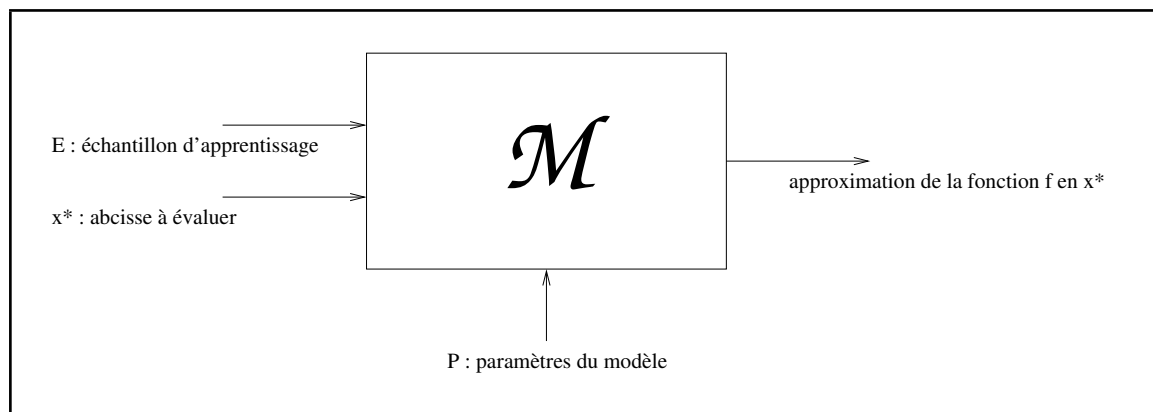 E : échantillon d'apprentissage
M
x* : abcisse à évaluer
approximation de la fonction f en x*
P : paramètres du modèle